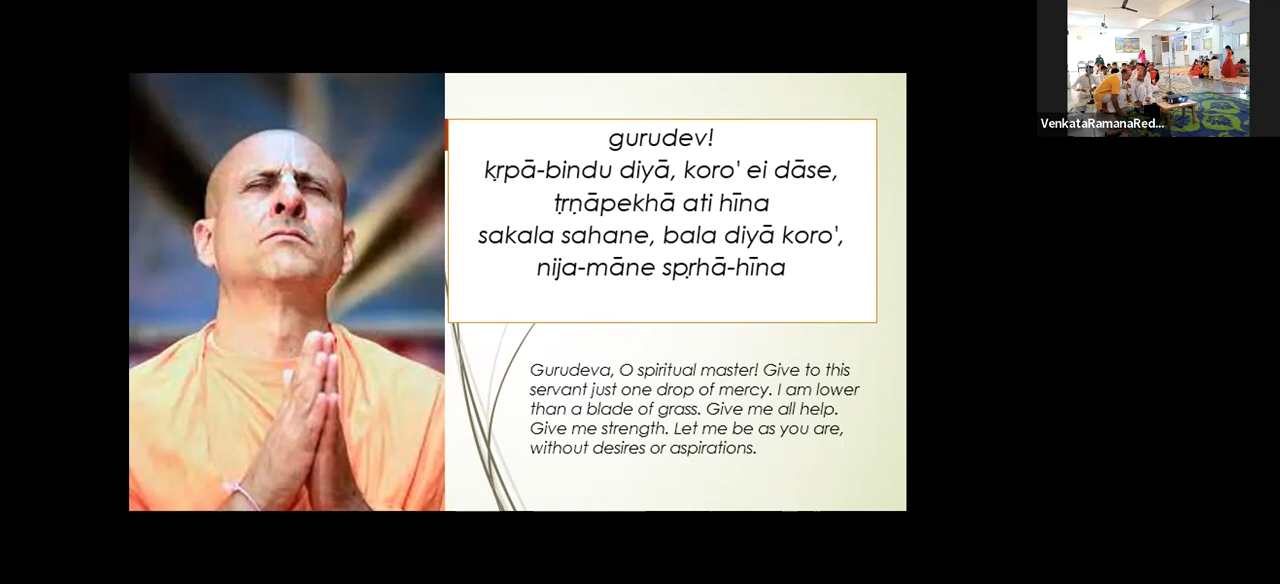 gurudev!
kṛpā-bindu diyā, koro' ei dāse,
tṛṇāpekhā ati hīna
sakala sahane, bala diyā koro',
nija-māne spṛhā-hīna
Gurudeva, O spiritual master! Give to this
servant just one drop of mercy. I am lower
than a blade of grass. Give me all help.
Give me strength. Let me be as you are,
without desires or aspirations.
VenkataRamanaRed...